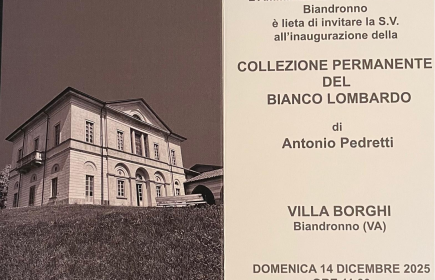 Biandronno
è lieta di invitare la S.V.
all'inaugurazione della
COLLEZIONE PERMANENTE
DEL
BIANCO LOMBARDO
di
Antonio Pedretti
VILLA BORGHI
Biandronno (VA)
DOMENICA 14 DICEMBRE 2025